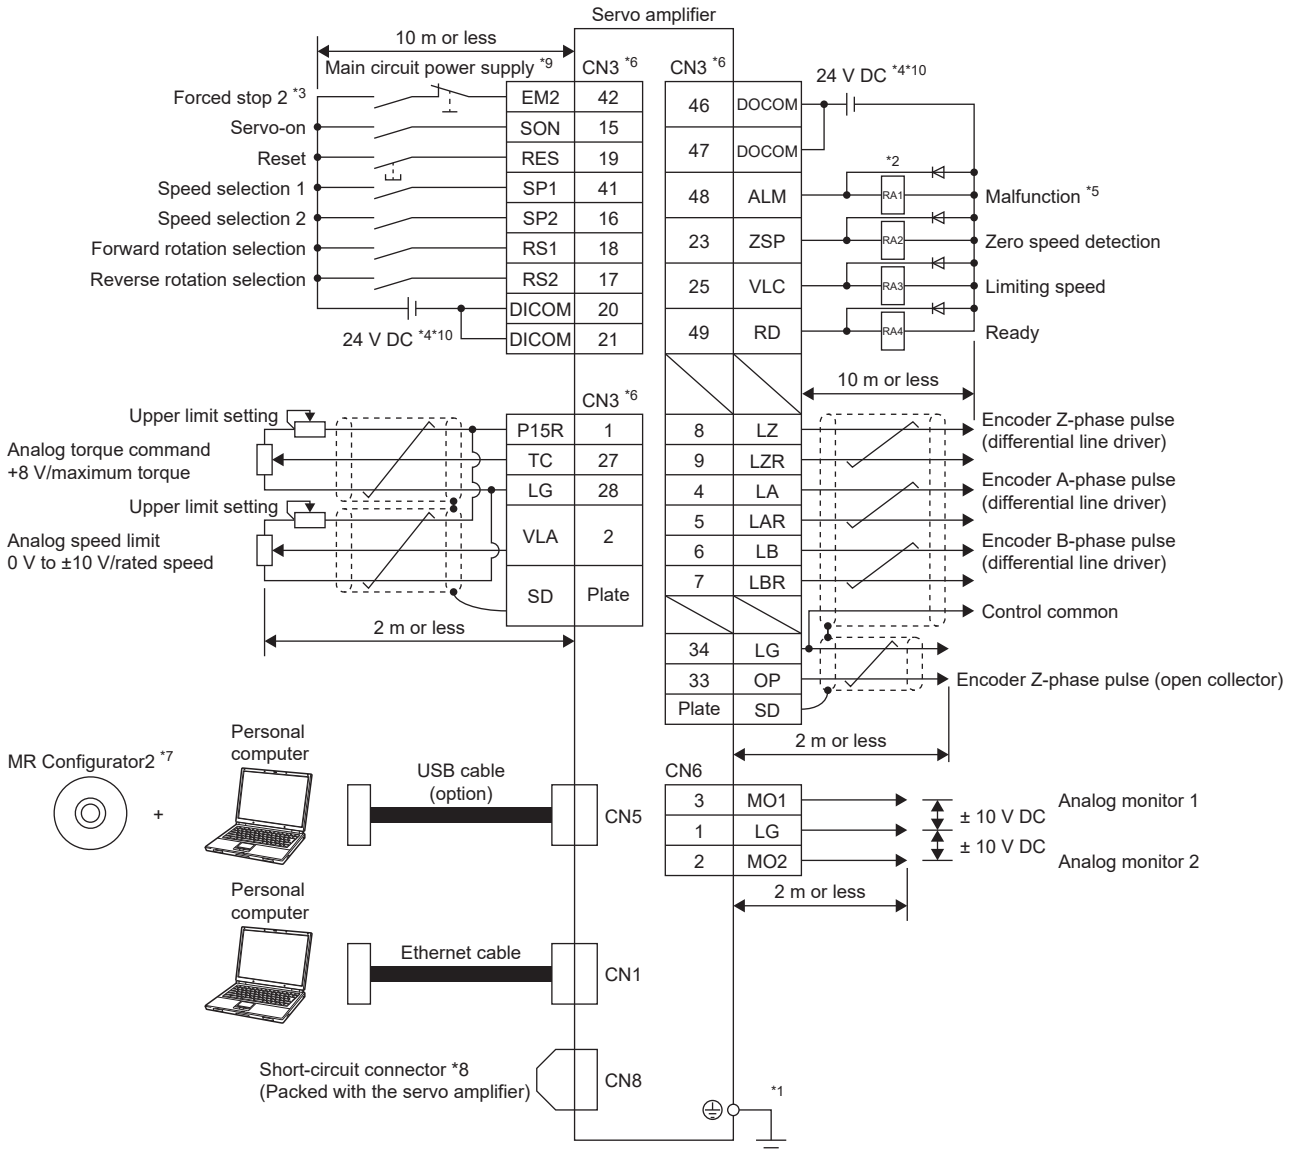 Servo amplifier
10 m or less
Main circuit power supply *9
CN3 *6
Forced stop 2 *3
EM2 42
Servo-on
SON 15
Reset
RES 19
Speed selection 1
SP1 41
Speed selection 2
SP2 16
Forward rotation selection
RS1 18
Reverse rotation selection
RS2 17
DICOM 20
24 V DC *4*10
DICOM 21
CN3 *6
24 V DC *4*10
46 DOCOM
47 DOCOM
*2
48 ALM
RA1
Malfunction *5
23 ZSP
RA2
Zero speed detection
25 VLC
RA3
Limiting speed
49 RD
RA4
Ready
10 m or less
CN3 *6
Upper limit setting
P15R 1
Analog torque command
+8 V/maximum torque
TC 27
LG 28
Upper limit setting
VLA 2
Analog speed limit
0 V to ±10 V/rated speed
SD Plate
2 m or less
8 LZ
Encoder Z-phase pulse
(differential line driver)
9 LZR
4 LA
Encoder A-phase pulse
(differential line driver)
5 LAR
6 LB
Encoder B-phase pulse
(differential line driver)
7 LBR
Control common
34 LG
33 OP
Encoder Z-phase pulse (open collector)
Plate SD
2 m or less
MR Configurator2 *7
+
Personal
computer
USB cable
(option)
CN5
CN6
3 MO1
Analog monitor 1
± 10 V DC
1 LG
± 10 V DC
2 MO2
Analog monitor 2
2 m or less
Personal
computer
Ethernet cable
CN1
Short-circuit connector *8
(Packed with the servo amplifier)
CN8
*1